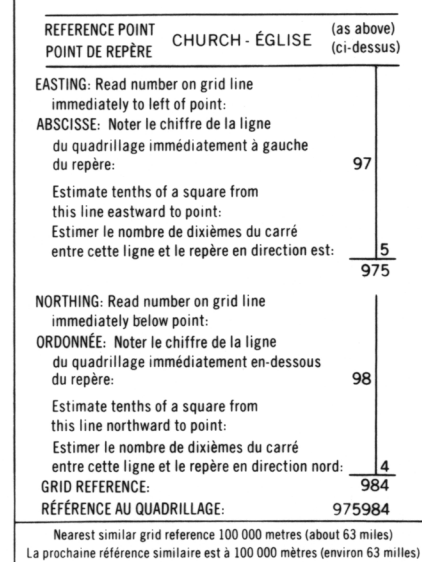 REFERENCE POINT CHURCH - ÉGLISE (as above)
POINT DE REPÈRE (ci-dessus)
EASTING: Read number on grid line
immediately to left of point:
ABSCISSE: Noter le chiffre de la ligne
du quadrillage immédiatement à gauche
du repère: 97
Estimate tenths of a square from
this line eastward to point:
Estimer le nombre de dixièmes du carré
entre cette ligne et le repère en direction est: 5
975
NORTHING: Read number on grid line
immediately below point:
ORDONNÉE: Noter le chiffre de la ligne
du quadrillage immédiatement en-dessous
du repère: 98
Estimate tenths of a square from
this line northward to point:
Estimer le nombre de dixièmes du carré
entre cette ligne et le repère en direction nord: 4
GRID REFERENCE: 984
RÉFÉRENCE AU QUADRILLAGE: 975984
Nearest similar grid reference 100 000 metres (about 63 miles)
La prochaine référence similaire est à 100 000 mètres (environ 63 milles)